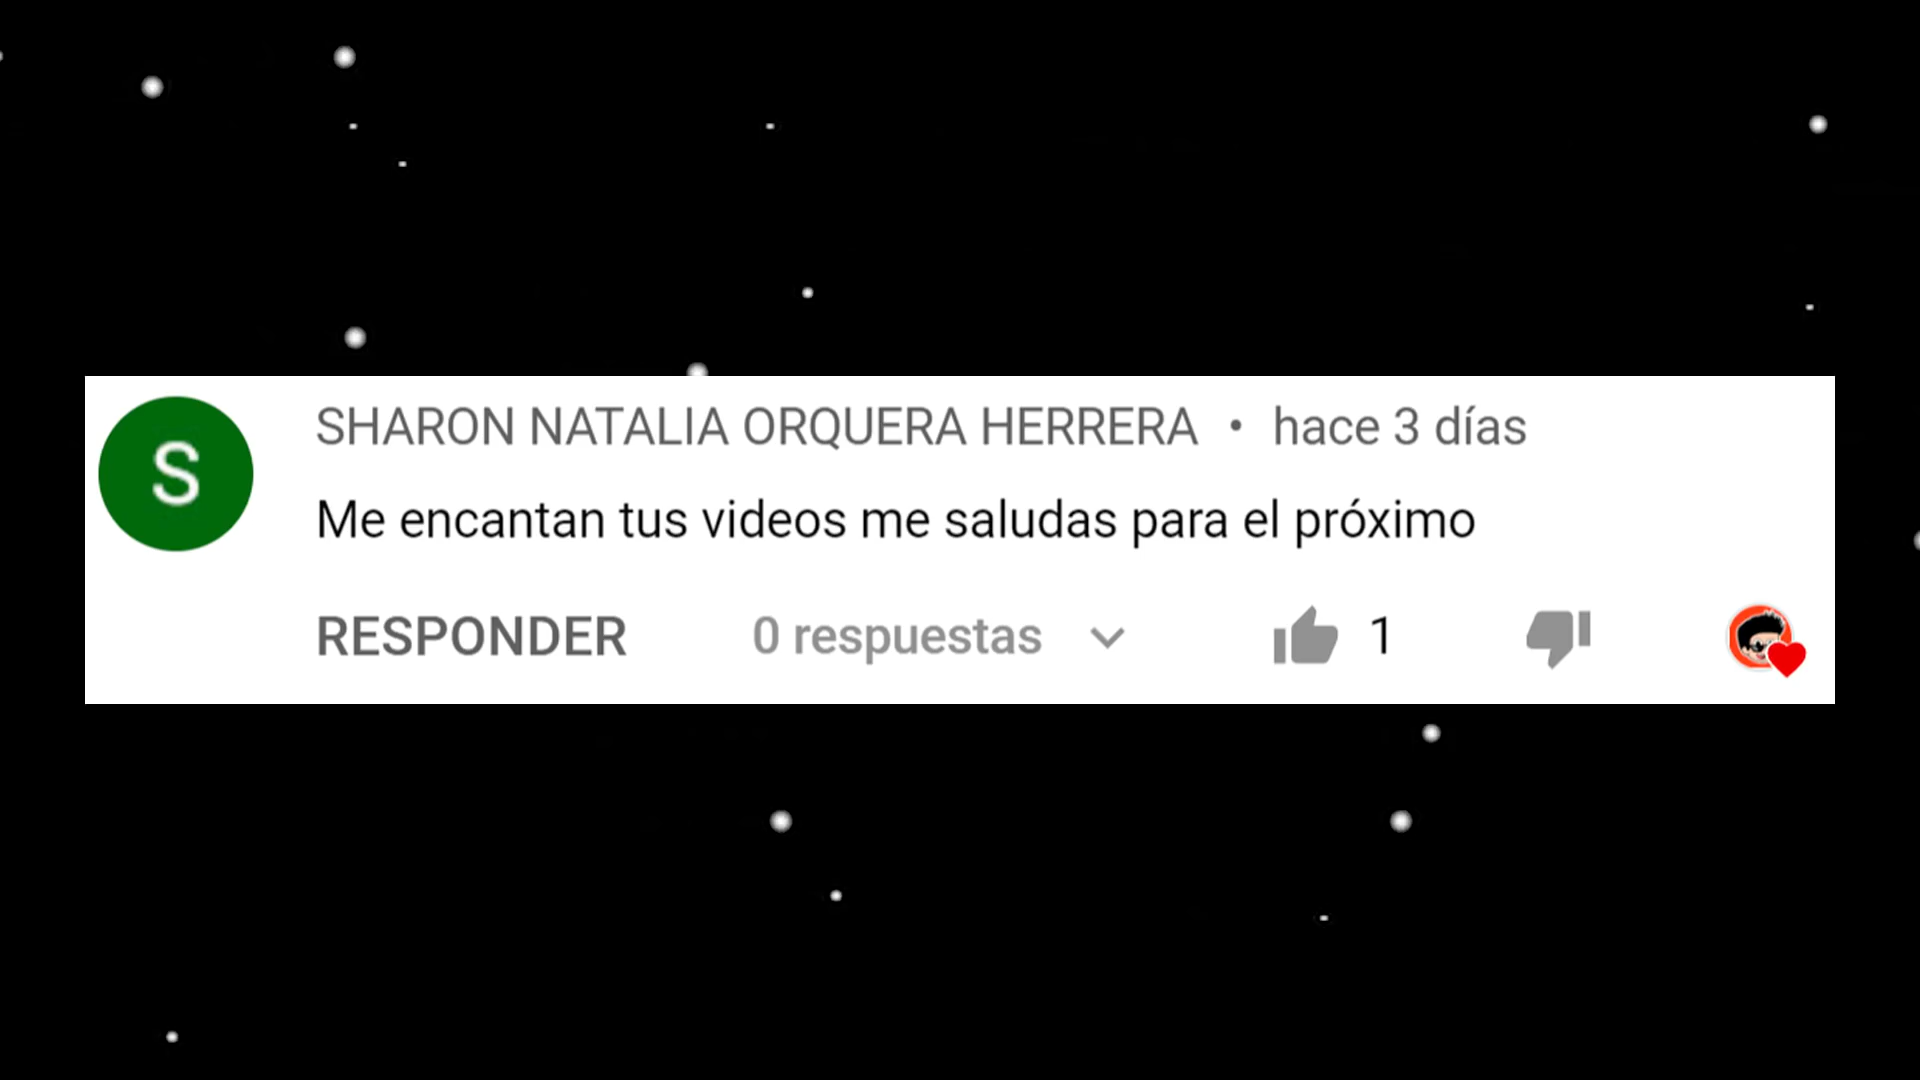 S
SHARON NATALIA ORQUERA HERRERA • hace 3 días
Me encantan tus videos me saludas para el próximo
RESPONDER 0 respuestas 1